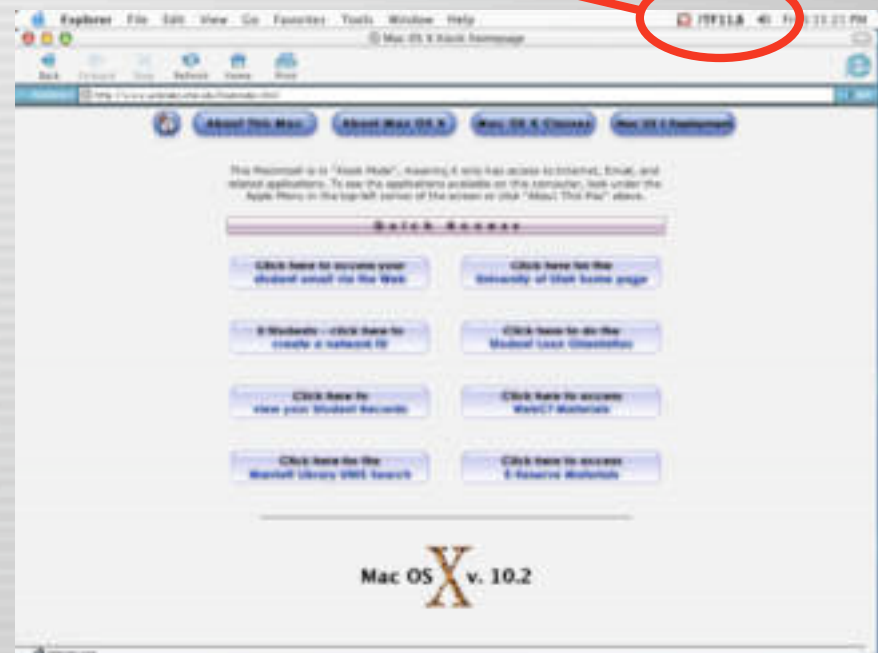 Explorer File Edit View Go Favorites Tools Window Help
Mac OS X Kiosk Homepage
Back Forward Stop Refresh Home Print
About This Mac About Mac OS X Mac OS X Classes
This Macintosh is in "Kiosk Mode", meaning it only has access to Internet, Email, and
related applications. To see the applications available on this computer, look under the
Apple Menu in the top-left corner of the screen or click "About This Mac" above.
Quick Access
Click here to access your
student email via the Web
Click here for the
University of Utah home page
U Students - click here to
create a network ID
Click here to do the
Student Loan Orientation
Click here to
view your Student Records
Click here to access
WebCT Materials
Click here for the
Marriott Library UNIS Search
Click here to access
E-Reserve Materials
Mac OS X v. 10.2